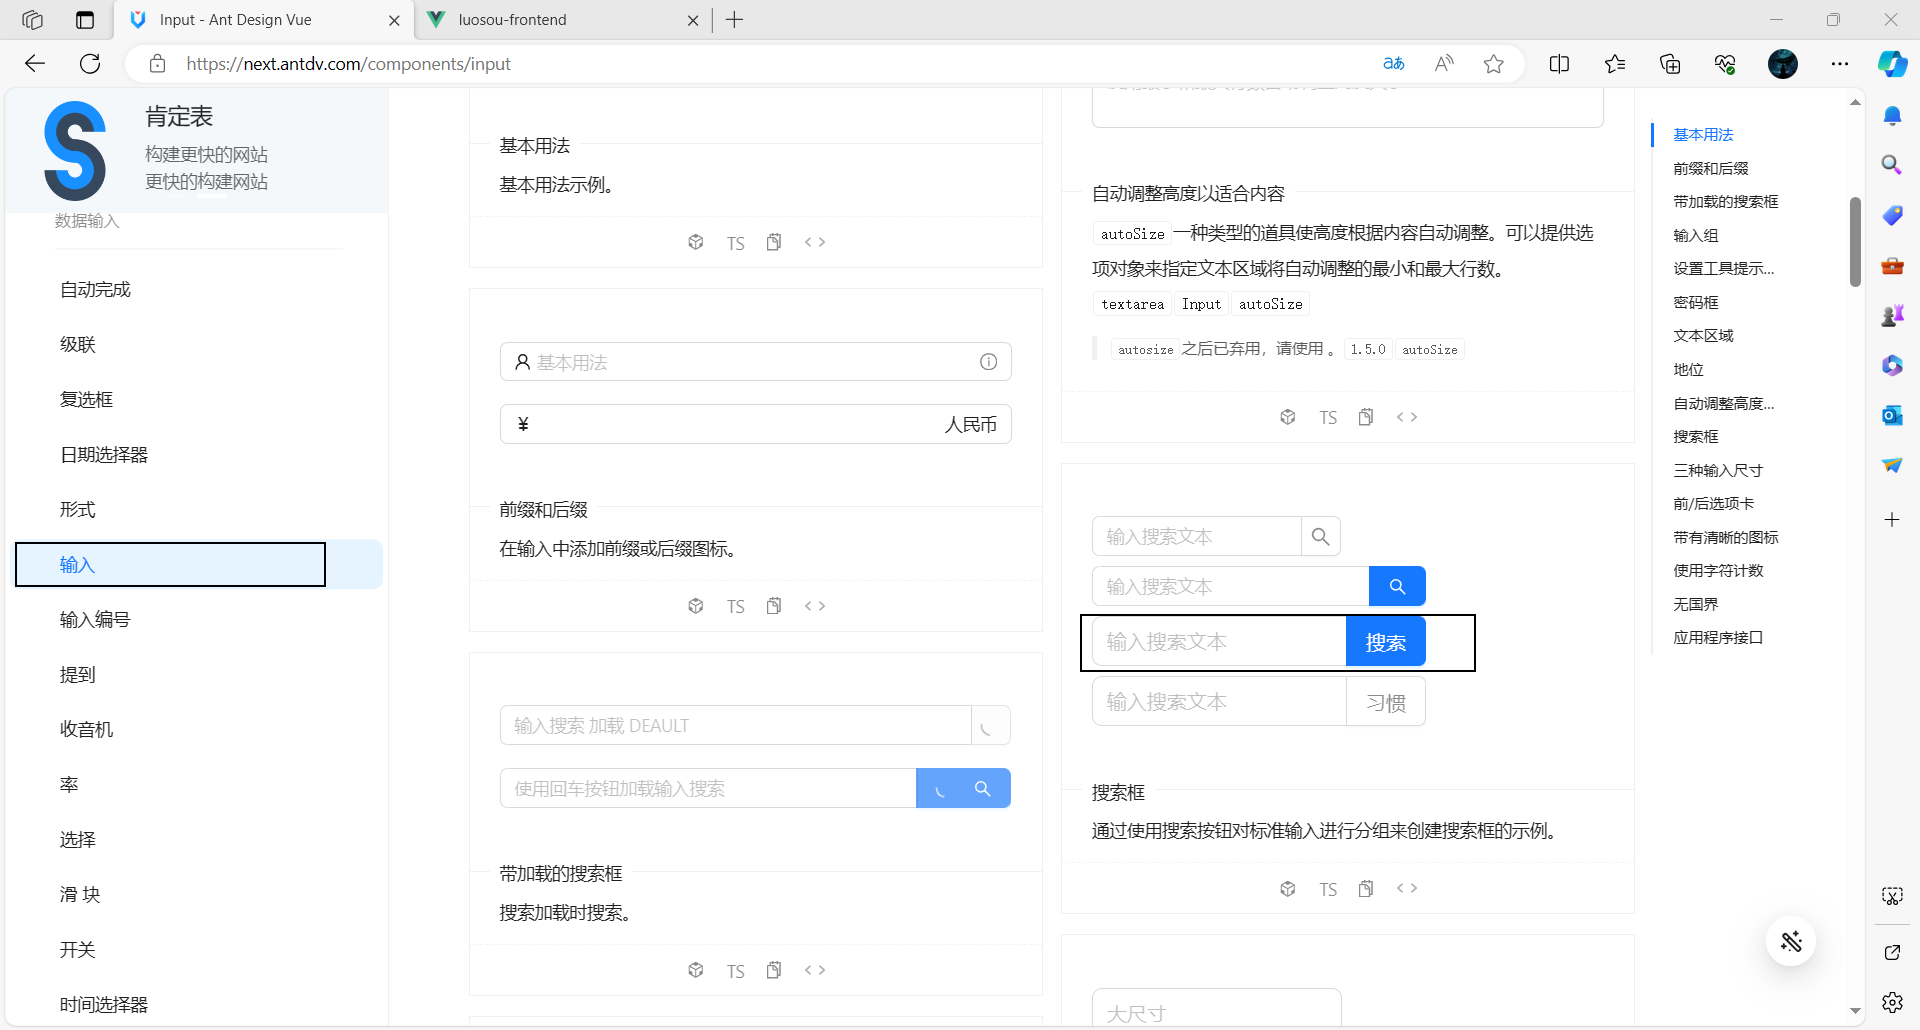 Input - Ant Design Vue
luosou-frontend
https://next.antdv.com/components/input
肯定表
构建更快的网站
更快的构建网站
数据输入
自动完成
级联
复选框
日期选择器
形式
输入
输入编号
提到
收音机
率
选择
滑 块
开关
时间选择器
基本用法
基本用法示例。
TS
基本用法
¥ 人民币
前缀和后缀
在输入中添加前缀或后缀图标。
TS
输入搜索 加载 DEAULT
使用回车按钮加载输入搜索
带加载的搜索框
搜索加载时搜索。
TS
自动调整高度以适合内容
autoSize 一种类型的道具使高度根据内容自动调整。可以提供选
项对象来指定文本区域将自动调整的最小和最大行数。
textarea Input autoSize
autosize 之后已弃用，请使用 。 1.5.0 autoSize
TS
输入搜索文本
输入搜索文本
输入搜索文本 搜索
输入搜索文本 习惯
搜索框
通过使用搜索按钮对标准输入进行分组来创建搜索框的示例。
TS
大尺寸
基本用法
前缀和后缀
带加载的搜索框
输入组
设置工具提示...
密码框
文本区域
地位
自动调整高度...
搜索框
三种输入尺寸
前/后选项卡
带有清晰的图标
使用字符计数
无国界
应用程序接口